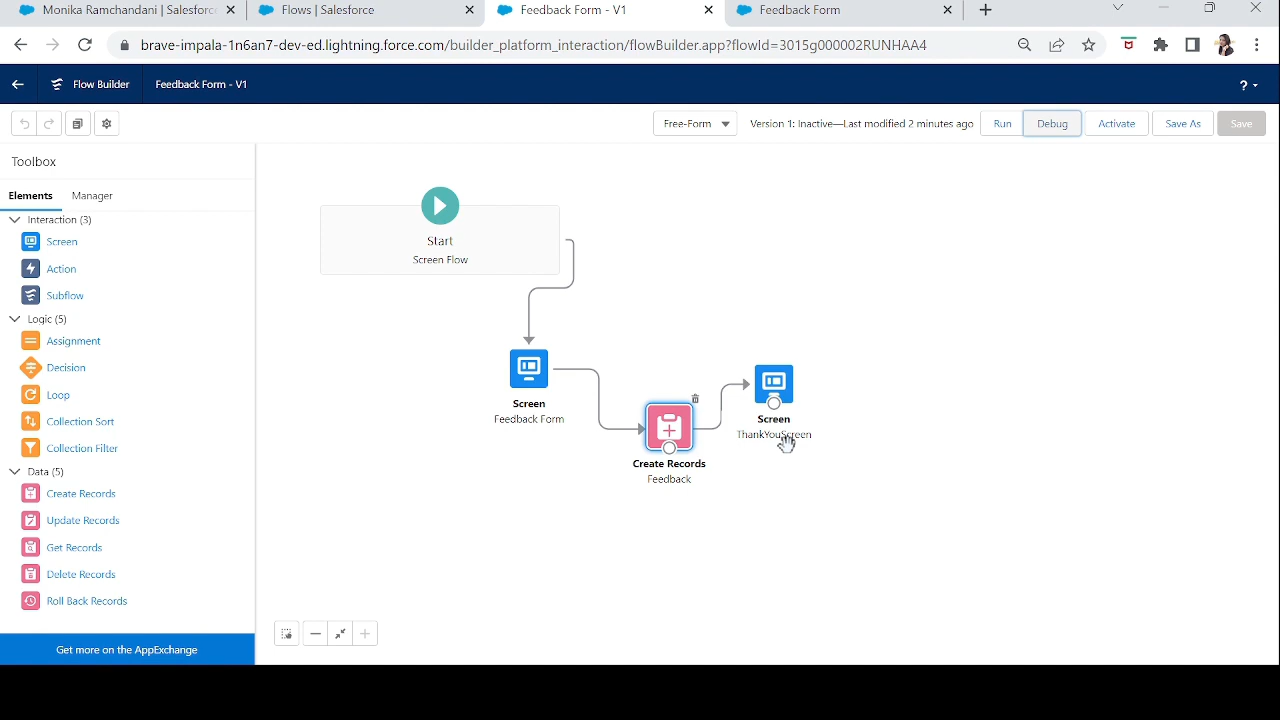 Monika Ramchandani | Salesforc
Flows | Salesforce
Feedback Form - V1
Feedback Form
brave-impala-1n6an7-dev-ed.lightning.force.com/builder_platform_interaction/flowBuilder.app?flowId=3015g000002RUNHAA4
Flow Builder
Feedback Form - V1
?
Free-Form
Version 1: Inactive—Last modified 2 minutes ago
Run
Debug
Activate
Save As
Save
Toolbox
Elements
Manager
Interaction (3)
Screen
Action
Subflow
Logic (5)
Assignment
Decision
Loop
Collection Sort
Collection Filter
Data (5)
Create Records
Update Records
Get Records
Delete Records
Roll Back Records
Get more on the AppExchange
Start
Screen Flow
Screen
Feedback Form
Create Records
Feedback
Screen
ThankYouScreen